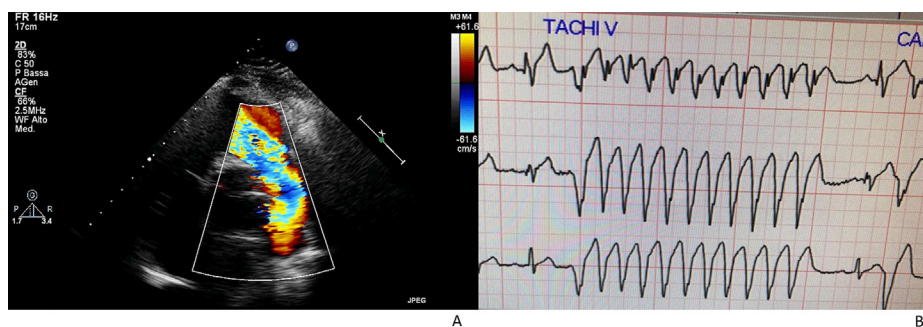 FR 16Hz
17cm
2D
83%
C 50
P Bassa
AGen
CF
66%
2.5MHz
WF Alto
Med.
P
R
1.7
3.4
P
M3 M4
+61.6
-61.6
cm/s
x
JPEG
A
TACHI V
CA
B